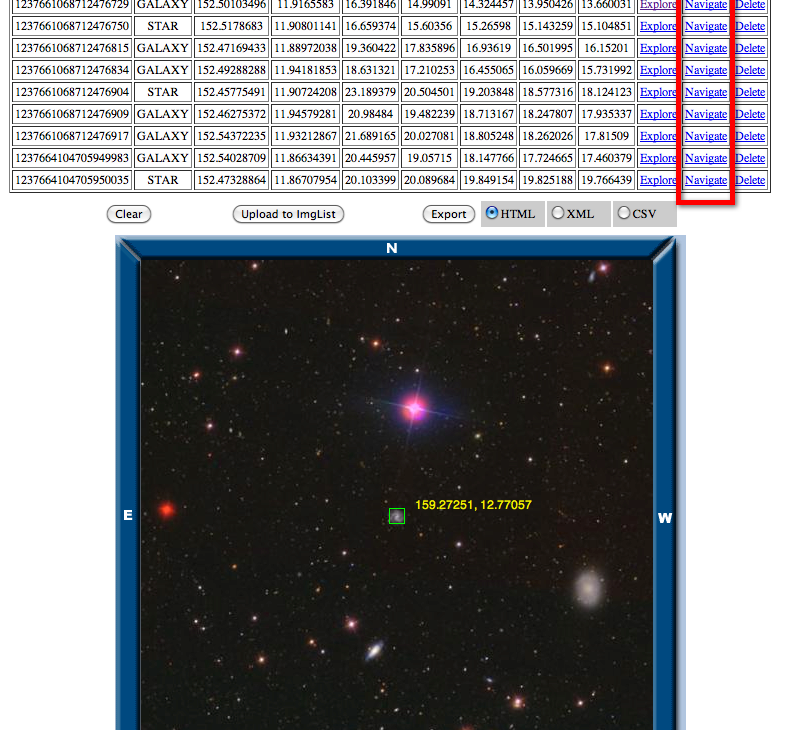 1237661068712476729 GALAXY 152.50103496 11.9165583 16.391846 14.99091 14.324457 13.950426 13.660031 Explore Navigate Delete
1237661068712476750 STAR 152.5178683 11.90801141 16.659374 15.60356 15.26598 15.143259 15.104851 Explore Navigate Delete
1237661068712476815 GALAXY 152.47169433 11.88972038 19.360422 17.835896 16.93619 16.501995 16.15201 Explore Navigate Delete
1237661068712476834 GALAXY 152.49288288 11.94181853 18.631321 17.210253 16.455065 16.059669 15.731992 Explore Navigate Delete
1237661068712476904 STAR 152.45775491 11.90724208 23.189379 20.504501 19.203848 18.577316 18.124123 Explore Navigate Delete
1237661068712476909 GALAXY 152.46275372 11.94579281 20.98484 19.482239 18.713167 18.247807 17.935337 Explore Navigate Delete
1237661068712476917 GALAXY 152.54372235 11.93212867 21.689165 20.027081 18.805248 18.262026 17.81509 Explore Navigate Delete
1237664104705949983 GALAXY 152.54028709 11.86634391 20.445957 19.05715 18.147766 17.724665 17.460379 Explore Navigate Delete
1237664104705950035 STAR 152.47328864 11.86707954 20.103399 20.089684 19.849154 19.825188 19.766439 Explore Navigate Delete
Clear Upload to ImgList Export HTML XML CSV
N
159.27251, 12.77057
E W